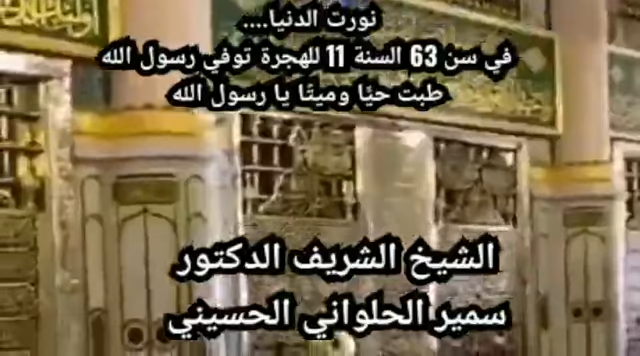 نورت الدنيا....
في سن 63 السنة 11 للهجرة توفي رسول الله
طبت حيًا وميتًا يا رسول الله
الشيخ الشريف الدكتور
سمير الحلواني الحسيني